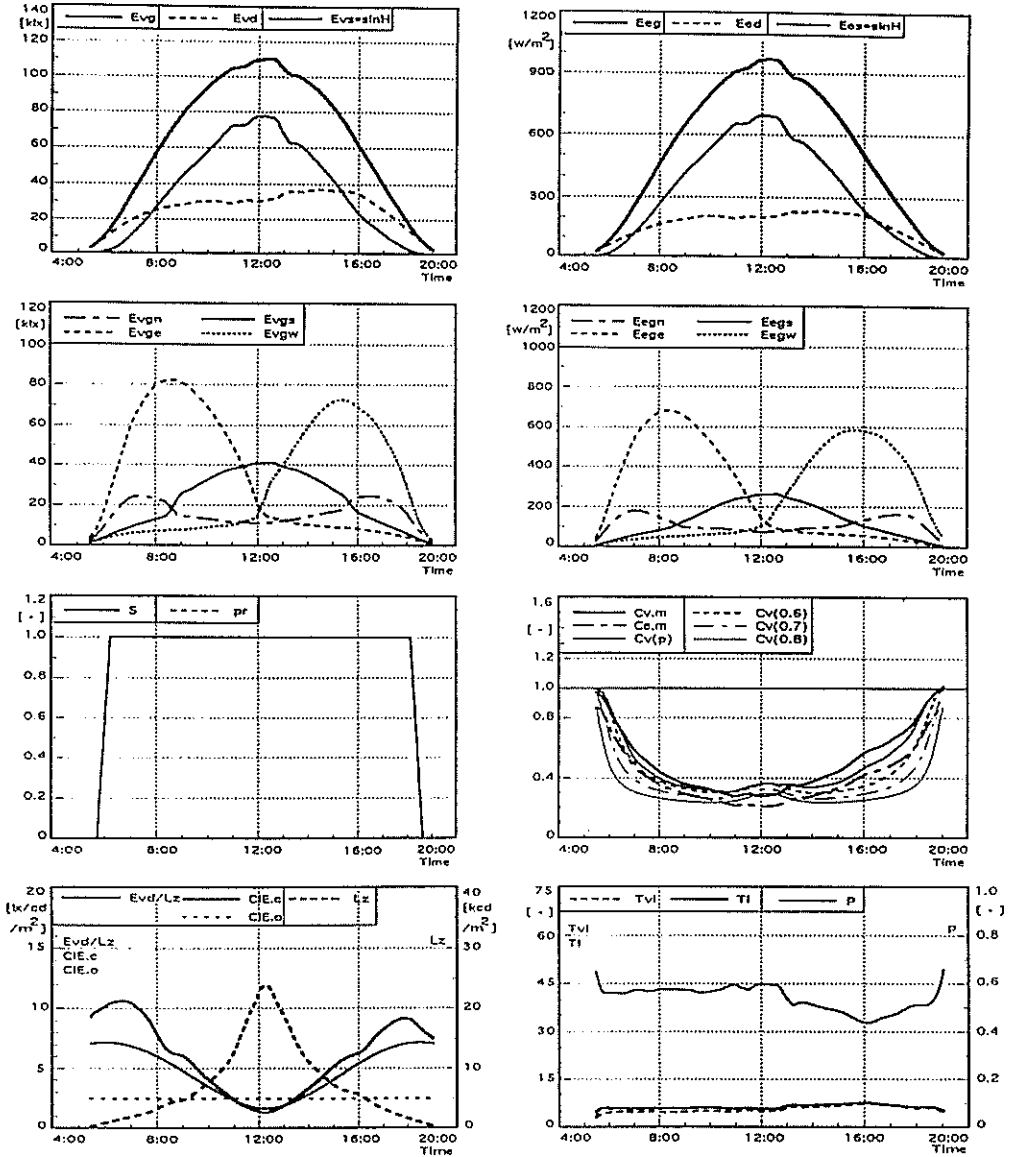 140
[klx]
120
100
80
60
40
20
0
Evg
Evd
Evs*sinH
4:00
8:00
12:00
16:00
20:00
Time
1200
[w/m²]
900
600
300
0
Eeg
Eed
Ees*sinH
4:00
8:00
12:00
16:00
20:00
Time
120
[klx]
100
80
60
40
20
0
Evgn
Evgs
Evge
Evgw
4:00
8:00
12:00
16:00
20:00
Time
1200
[w/m²]
1000
800
600
400
200
0
Eegn
Eegs
Eege
Eegw
4:00
8:00
12:00
16:00
20:00
Time
1.2
[-]
1.0
0.8
0.6
0.4
0.2
0
S
pr
4:00
8:00
12:00
16:00
20:00
Time
1.6
[-]
1.2
1.0
0.8
0.4
0
Cv.m
Cv(0.6)
Ce.m
Cv(0.7)
Cv(p)
Cv(0.8)
4:00
8:00
12:00
16:00
20:00
Time
20
[lx/cd
/m²]
15
10
5
0
Evd/Lz
CIE.c
Lz
CIE.o
Evd/Lz
CIE.c
CIE.o
Lz
40
[kcd
/m²]
30
20
10
0
4:00
8:00
12:00
16:00
20:00
Time
75
[-]
60
45
30
15
0
Tvl
Tl
P
Tvl
Tl
P
1.0
[-]
0.8
0.6
0.4
0.2
0
4:00
8:00
12:00
16:00
20:00
Time